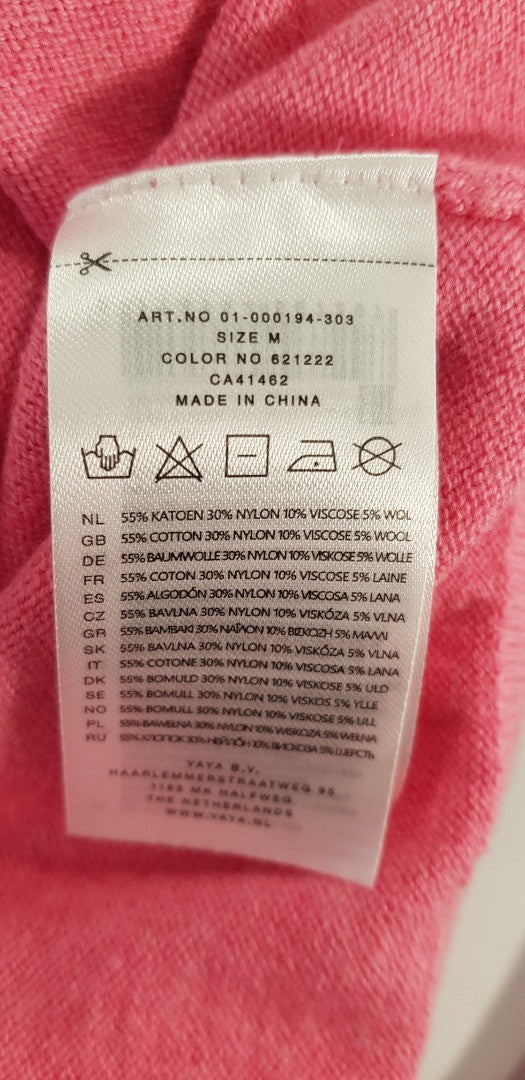 ART.NO 01-000194-303
SIZE M
COLOR NO 621222
CA41462
MADE IN CHINA
NL 55% KATOEN 30% NYLON 10% VISCOSE 5% WOL
GB 55% COTTON 30% NYLON 10% VISCOSE 5% WOOL
DE 55% BAUMWOLLE 30% NYLON 10% VISKOSE 5% WOLLE
FR 55% COTON 30% NYLON 10% VISCOSE 5% LAINE
ES 55% ALGODÓN 30% NYLON 10% VISCOSA 5% LANA
CZ 55% BAVLNA 30% NYLON 10% VISKÓZA 5% VLNA
GR 55% ΒΑΜΒΑΚΙ 30% ΝΑΪΛΟΝ 10% ΒΙΣΚΟΖΗ 5% ΜΑΛΛΙ
SK 55% BAVLNA 30% NYLON 10% VISKÓZA 5% VLNA
IT 55% COTONE 30% NYLON 10% VISCOSA 5% LANA
DK 55% BOMULD 30% NYLON 10% VISKOSE 5% ULD
SE 55% BOMULL 30% NYLON 10% VISKOS 5% YLLE
NO 55% BOMULL 30% NYLON 10% VISKOSE 5% ULL
PL 55% BAWEŁNA 30% NYLON 10% WISKOZA 5% WEŁNA
RU 55% ХЛОПОК 30% НЕЙЛОН 10% ВИСКОЗА 5% ШЕРСТЬ
YAYA B.V.
HAARLEMMERSTRAATWEG 95
1165 MK HALFWEG
THE NETHERLANDS
WWW.YAYA.NL